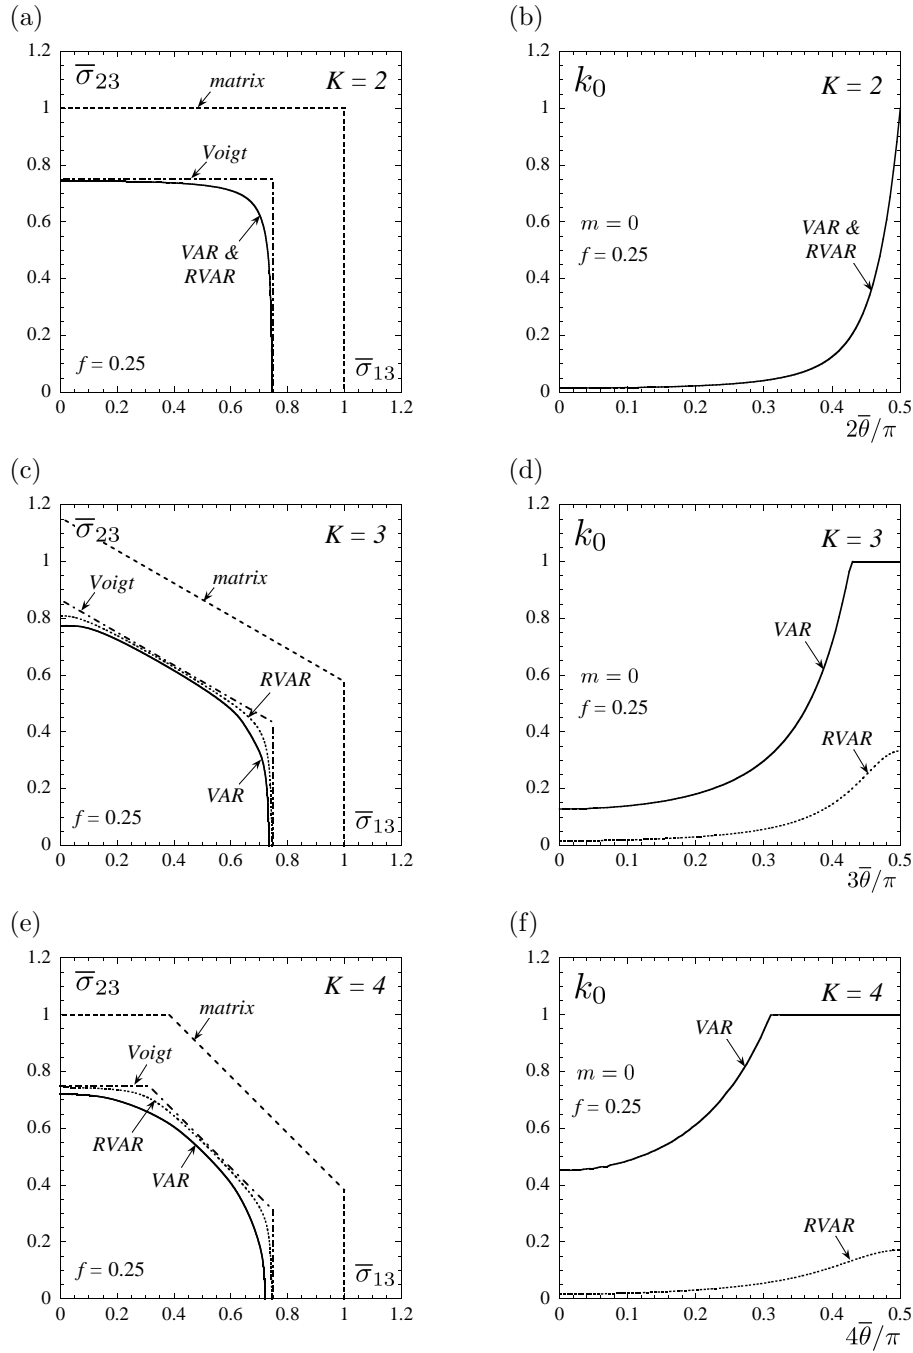 (a)
1.2
σ̅₂₃
K = 2
matrix
1
Voigt
0.8
0.6
VAR &
RVAR
0.4
0.2
f = 0.25
σ̅₁₃
0
0 0.2 0.4 0.6 0.8 1 1.2
(b)
1.2
k₀
K = 2
1
0.8
m = 0
f = 0.25
VAR &
RVAR
0.6
0.4
0.2
0
0 0.1 0.2 0.3 0.4 0.5
2θ̅/π
(c)
1.2
σ̅₂₃
K = 3
1
matrix
Voigt
0.8
RVAR
0.6
0.4
VAR
0.2
f = 0.25
σ̅₁₃
0
0 0.2 0.4 0.6 0.8 1 1.2
(d)
1.2
k₀
K = 3
1
0.8
VAR
m = 0
f = 0.25
0.6
0.4
RVAR
0.2
0
0 0.1 0.2 0.3 0.4 0.5
3θ̅/π
(e)
1.2
σ̅₂₃
K = 4
matrix
1
Voigt
0.8
0.6
RVAR
VAR
0.4
0.2
f = 0.25
σ̅₁₃
0
0 0.2 0.4 0.6 0.8 1 1.2
(f)
1.2
k₀
K = 4
1
VAR
0.8
m = 0
f = 0.25
0.6
0.4
RVAR
0.2
0
0 0.1 0.2 0.3 0.4 0.5
4θ̅/π